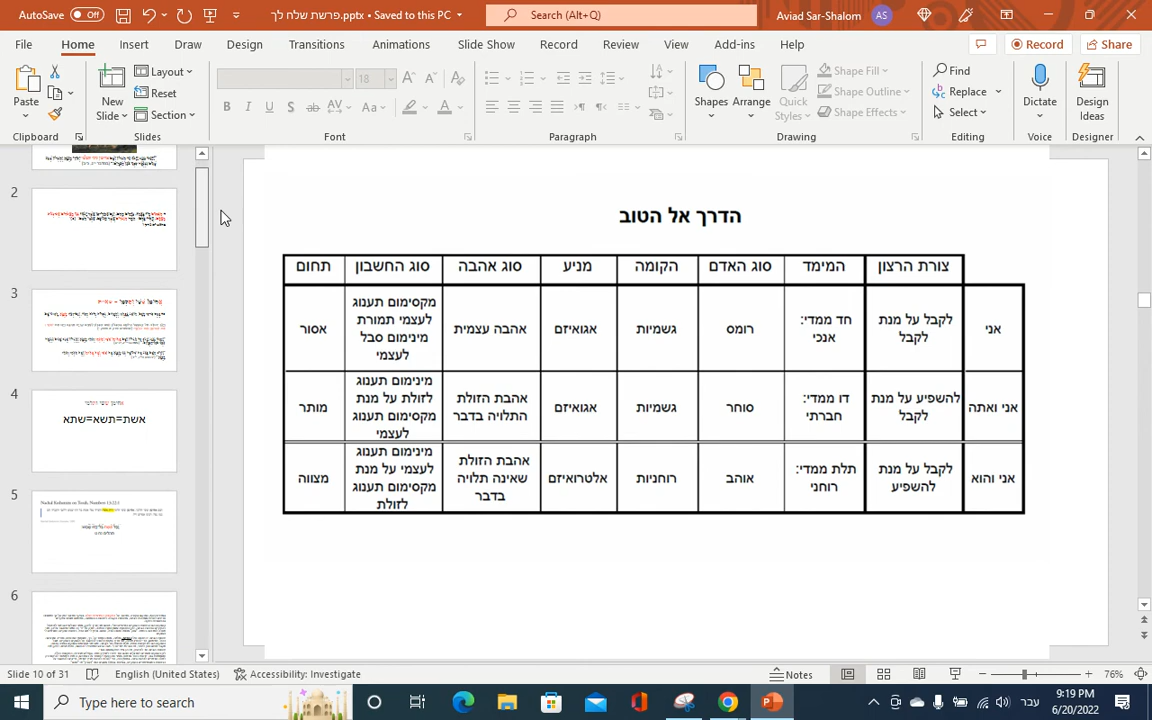 AutoSave Off פרשת שלח לך.pptx • Saved to this PC Search (Alt+Q) Aviad Sar-Shalom AS
File Home Insert Draw Design Transitions Animations Slide Show Record Review View Add-ins Help Record Share
Paste New Slide Layout Reset Section 18 Shapes Arrange Quick Styles Shape Fill Shape Outline Shape Effects Find Replace Select Dictate Design Ideas
Clipboard Slides Font Paragraph Drawing Editing Voice Designer
2
3
4
אשת=תשא=שתא
5
6
הדרך אל הטוב
צורת הרצון המימד סוג האדם הקומה מניע סוג אהבה סוג החשבון תחום
אני
לקבל על מנת
לקבל
חד ממדי:
אנכי
רומס
גשמיות
אגואיזם
אהבה עצמית
מקסימום תענוג
לעצמי תמורת
מינימום סבל
לעצמי
אסור
אני ואתה
להשפיע על מנת
לקבל
דו ממדי:
חברתי
סוחר
גשמיות
אגואיזם
אהבת הזולת
התלויה בדבר
מינימום תענוג
לזולת על מנת
מקסימום תענוג
לעצמי
מותר
אני והוא
לקבל על מנת
להשפיע
תלת ממדי:
רוחני
אוהב
רוחניות
אלטרואיזם
אהבת הזולת
שאינה תלויה
בדבר
מינימום תענוג
לעצמי על מנת
מקסימום תענוג
לזולת
מצווה
Slide 10 of 31 English (United States) Accessibility: Investigate Notes 76%
Type here to search עבר 9:19 PM
6/20/2022